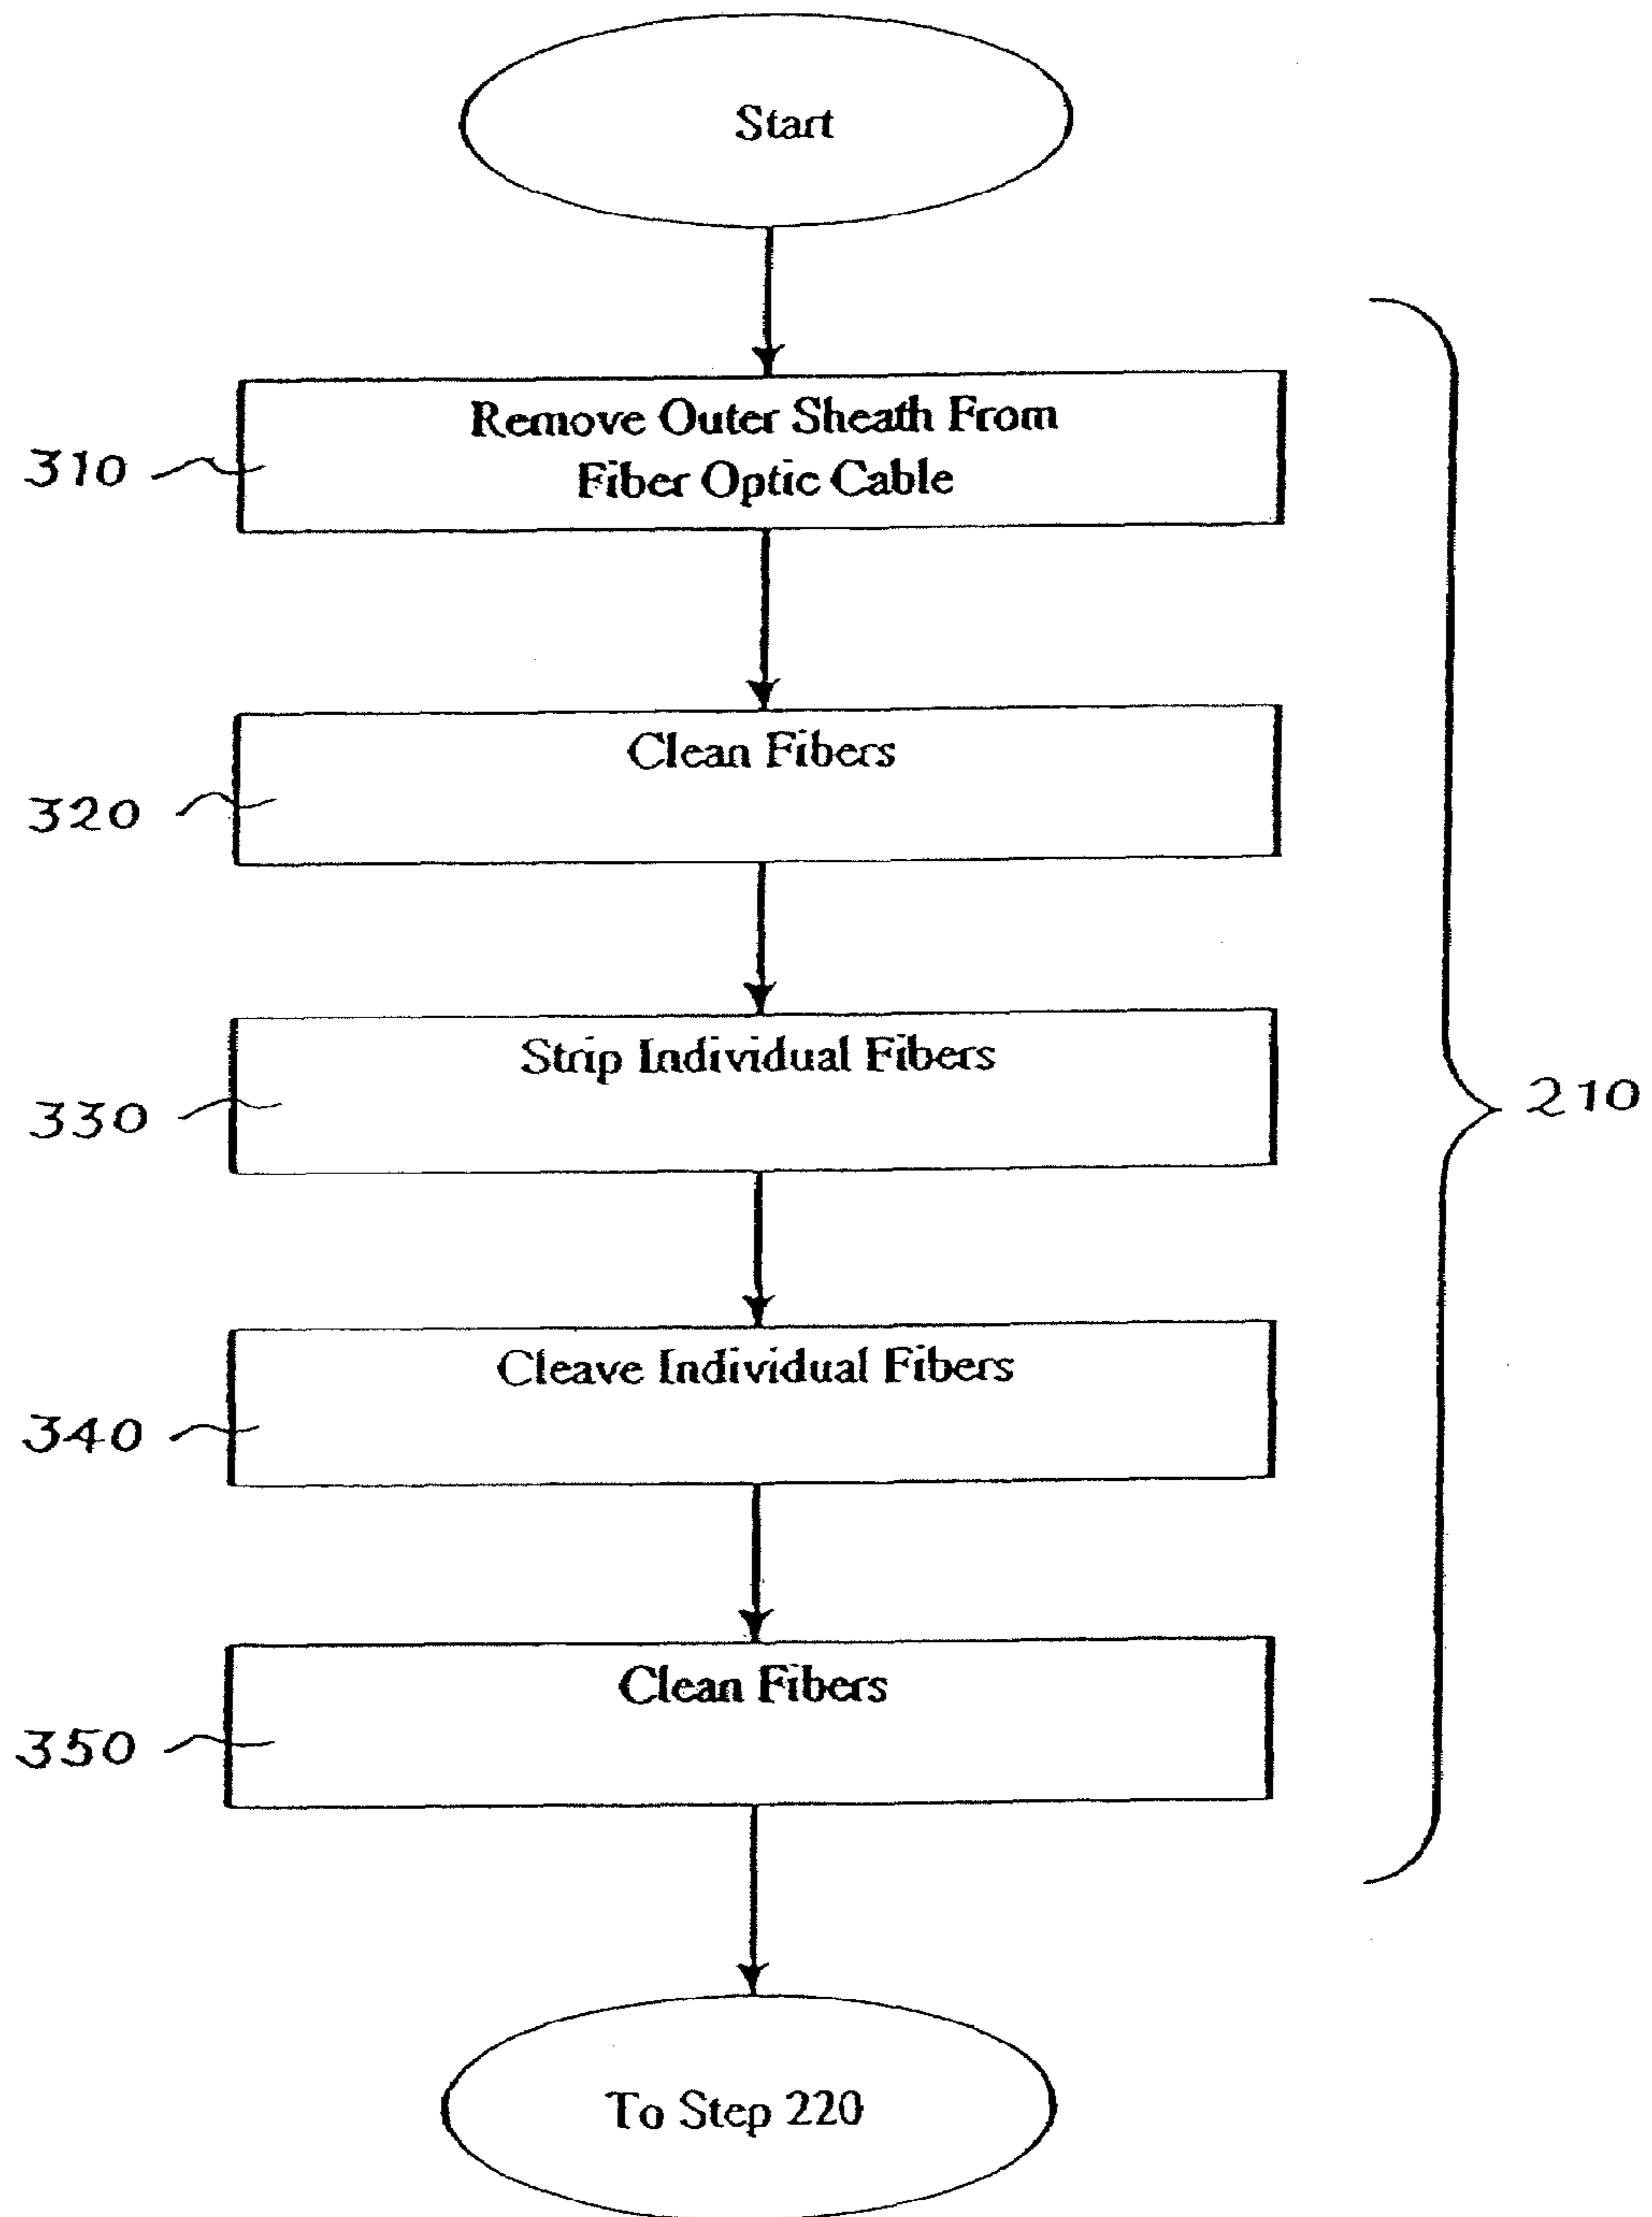 Start
Remove Outer Sheath From
Fiber Optic Cable
310
Clean Fibers
320
Strip Individual Fibers
330
210
Cleave Individual Fibers
340
Clean Fibers
350
To Step 220